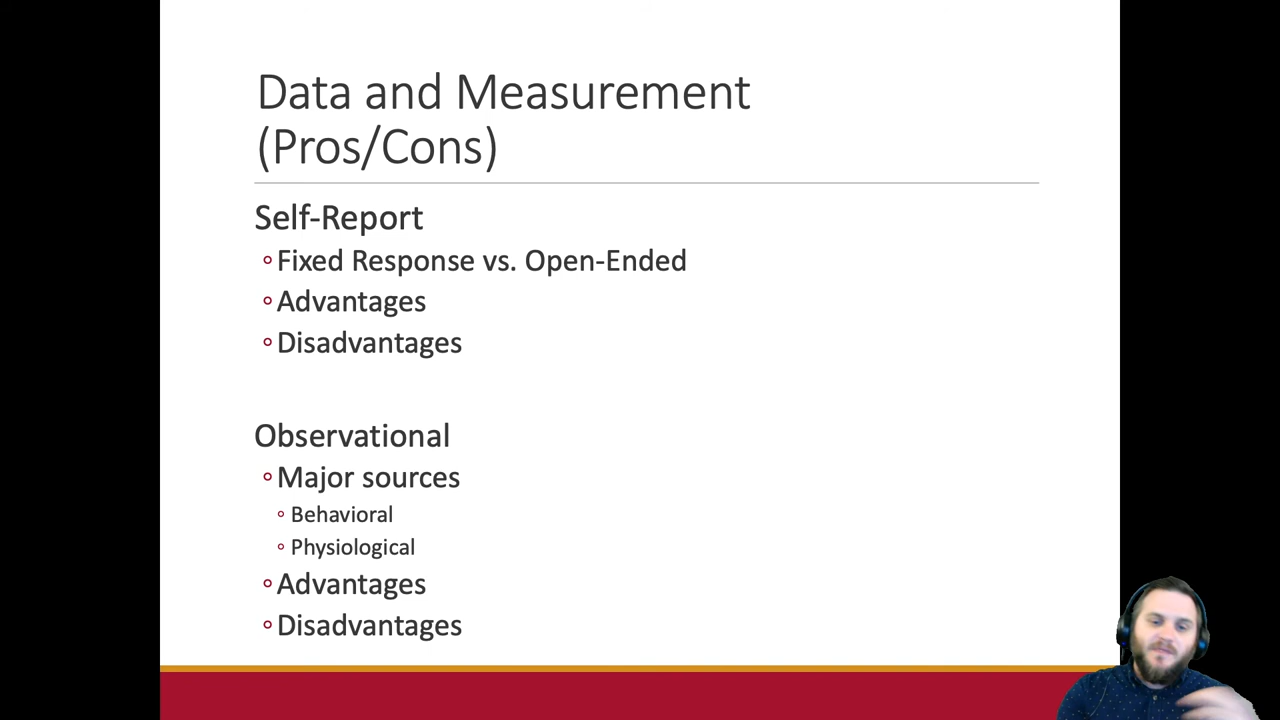 Data and Measurement
(Pros/Cons)
Self-Report
Fixed Response vs. Open-Ended
Advantages
Disadvantages
Observational
Major sources
Behavioral
Physiological
Advantages
Disadvantages